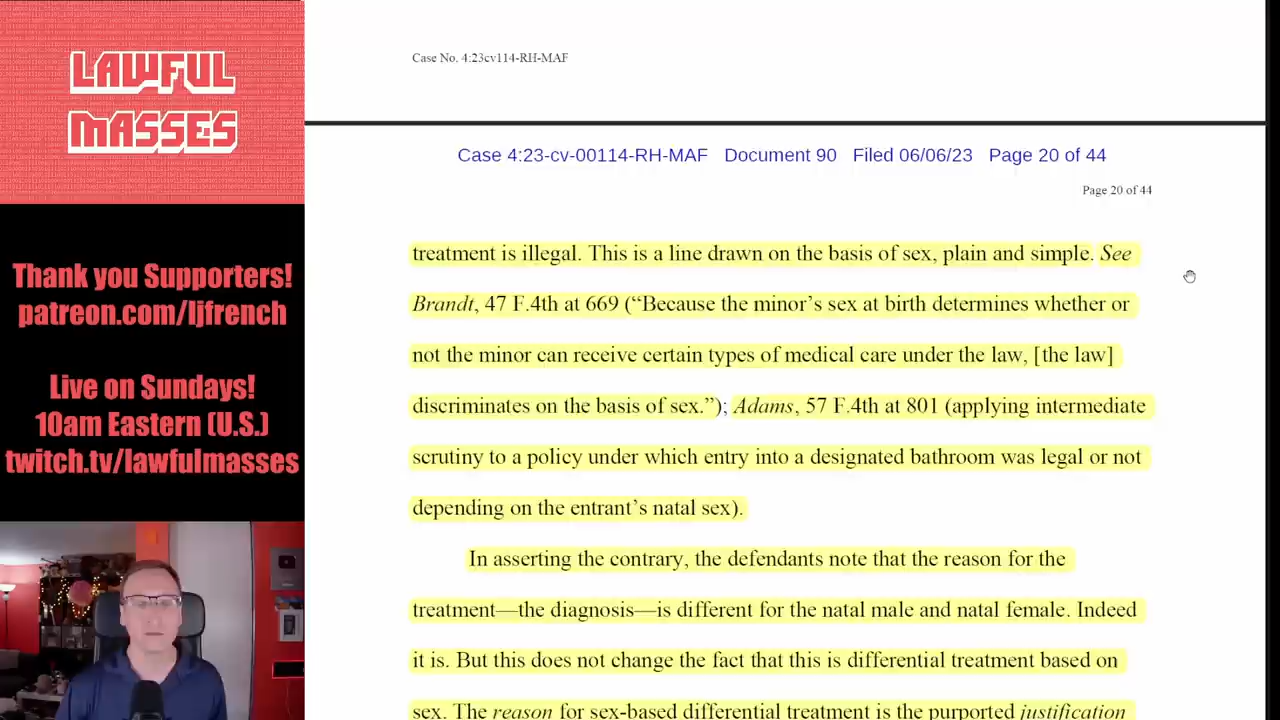 LAWFUL
MASSES
Thank you Supporters!
patreon.com/ljfrench
Live on Sundays!
10am Eastern (U.S.)
twitch.tv/lawfulmasses
Case No. 4:23cv114-RH-MAF
Case 4:23-cv-00114-RH-MAF Document 90 Filed 06/06/23 Page 20 of 44
Page 20 of 44
treatment is illegal. This is a line drawn on the basis of sex, plain and simple. See
Brandt, 47 F.4th at 669 (“Because the minor’s sex at birth determines whether or
not the minor can receive certain types of medical care under the law, [the law]
discriminates on the basis of sex.”); Adams, 57 F.4th at 801 (applying intermediate
scrutiny to a policy under which entry into a designated bathroom was legal or not
depending on the entrant’s natal sex).
In asserting the contrary, the defendants note that the reason for the
treatment—the diagnosis—is different for the natal male and natal female. Indeed
it is. But this does not change the fact that this is differential treatment based on
sex. The reason for sex-based differential treatment is the purported justification